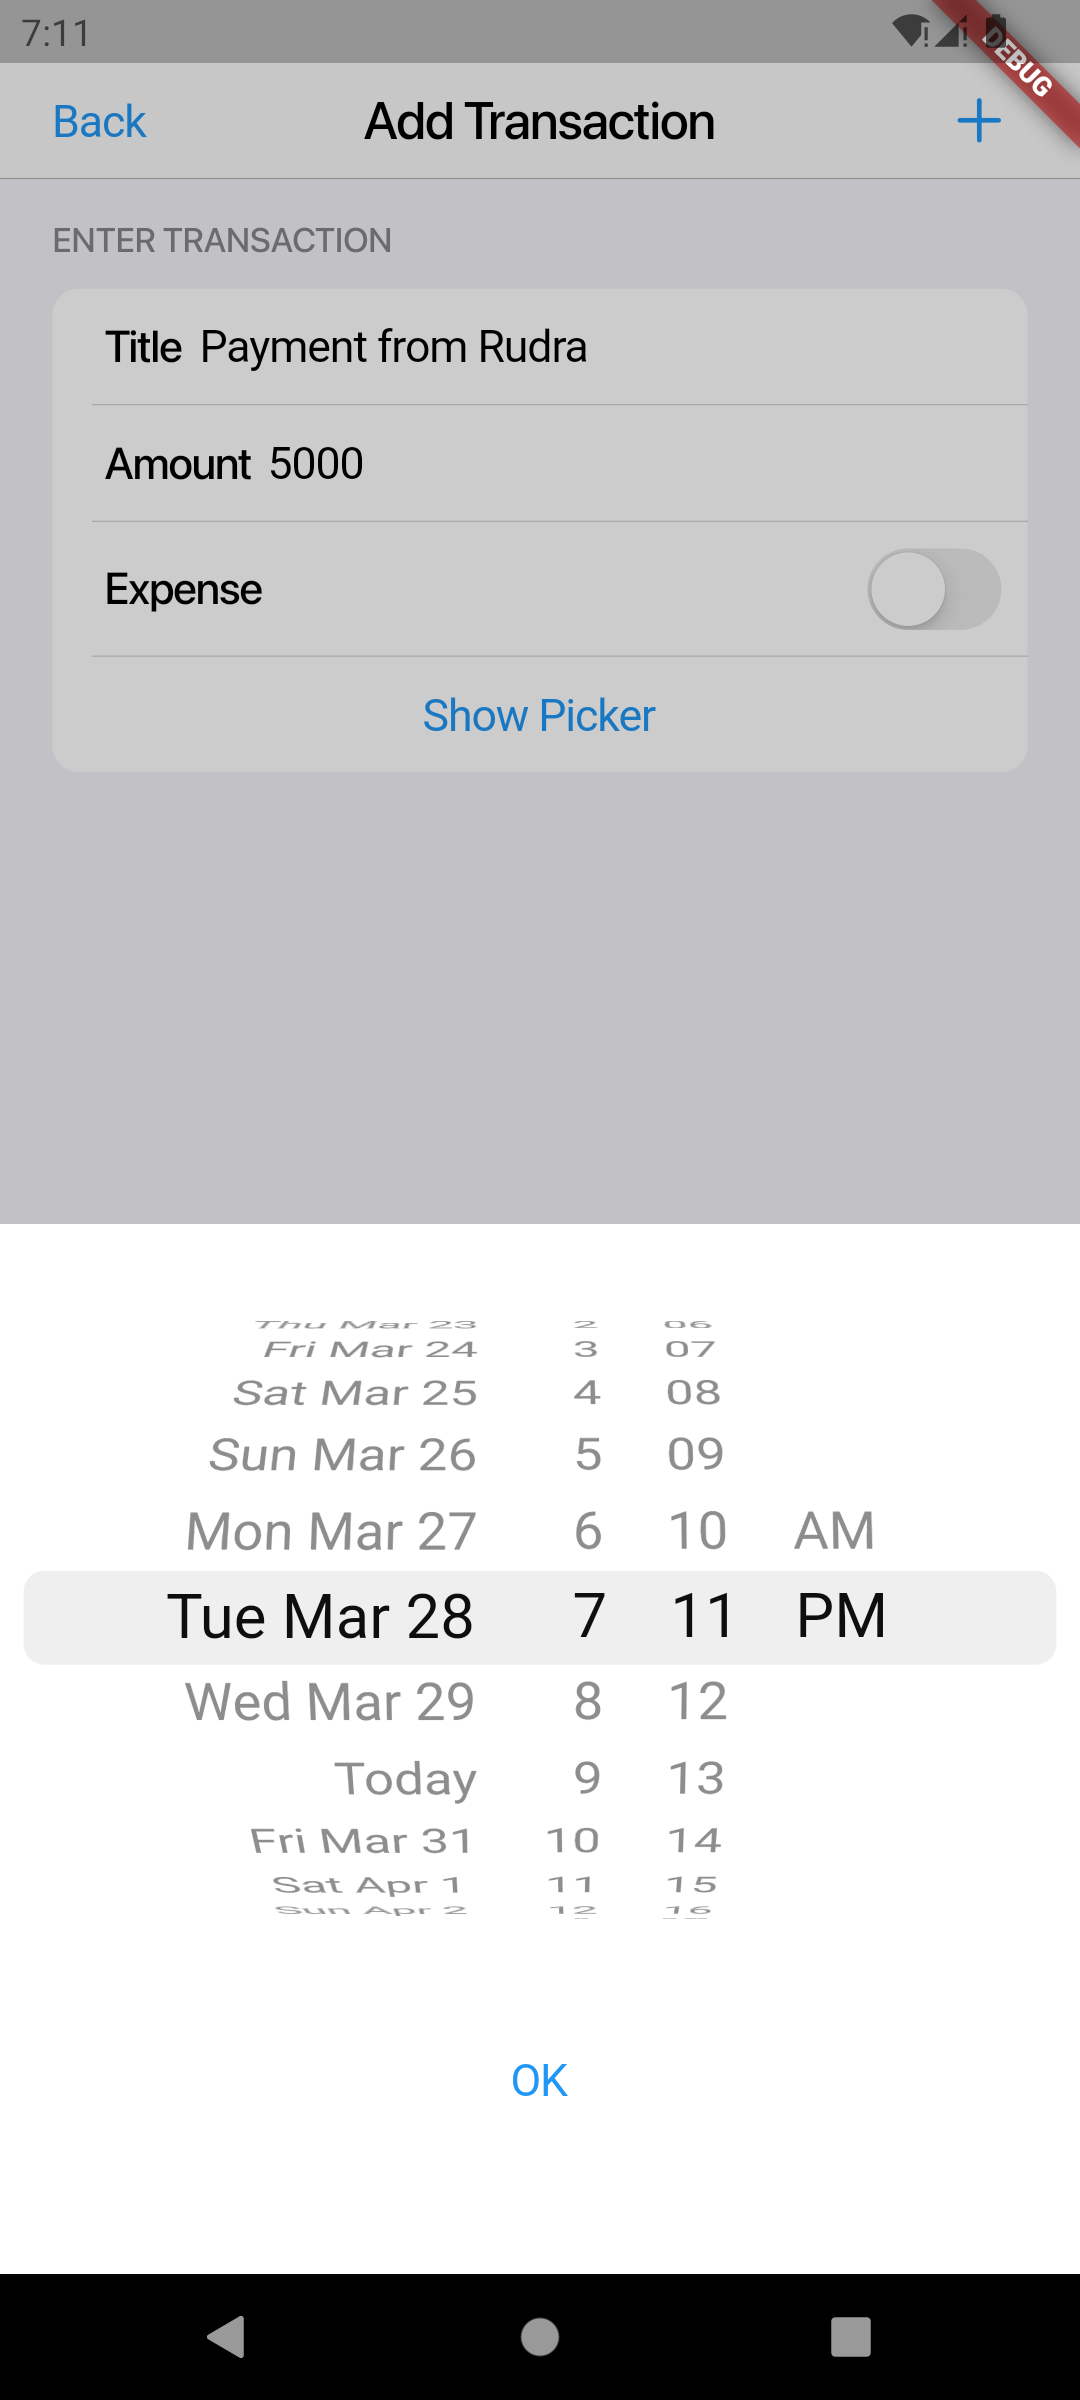 7:11
DEBUG
Back Add Transaction +
ENTER TRANSACTION
Title Payment from Rudra
Amount 5000
Expense
Show Picker
Thu Mar 23 2 06
Fri Mar 24 3 07
Sat Mar 25 4 08
Sun Mar 26 5 09
Mon Mar 27 6 10 AM
Tue Mar 28 7 11 PM
Wed Mar 29 8 12
Today 9 13
Fri Mar 31 10 14
Sat Apr 1 11 15
Sun Apr 2 12 16
OK